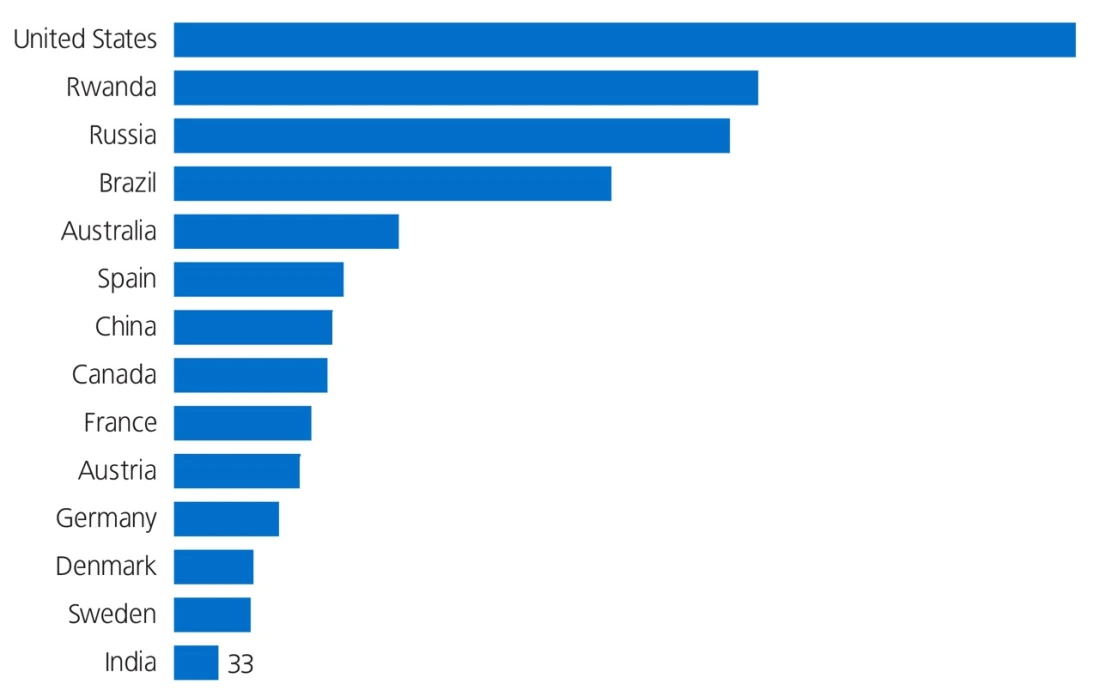 United States
Rwanda
Russia
Brazil
Australia
Spain
China
Canada
France
Austria
Germany
Denmark
Sweden
India 33